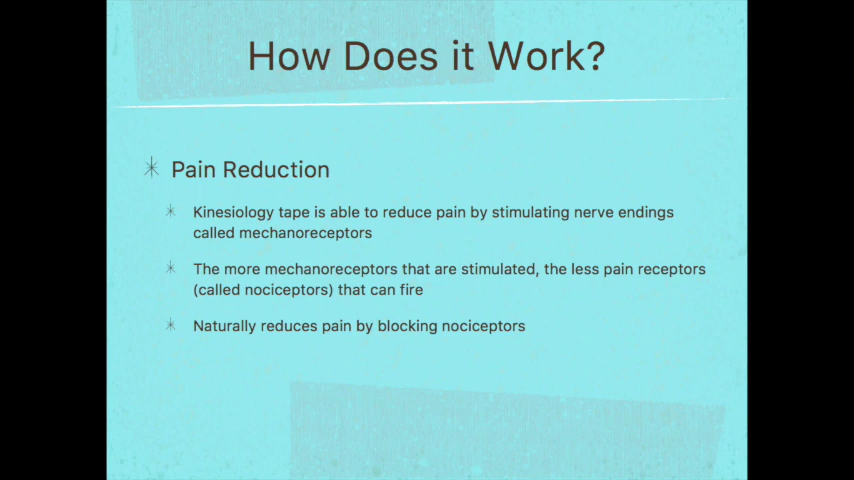 How Does it Work?
Pain Reduction
Kinesiology tape is able to reduce pain by stimulating nerve endings
called mechanoreceptors
The more mechanoreceptors that are stimulated, the less pain receptors
(called nociceptors) that can fire
Naturally reduces pain by blocking nociceptors